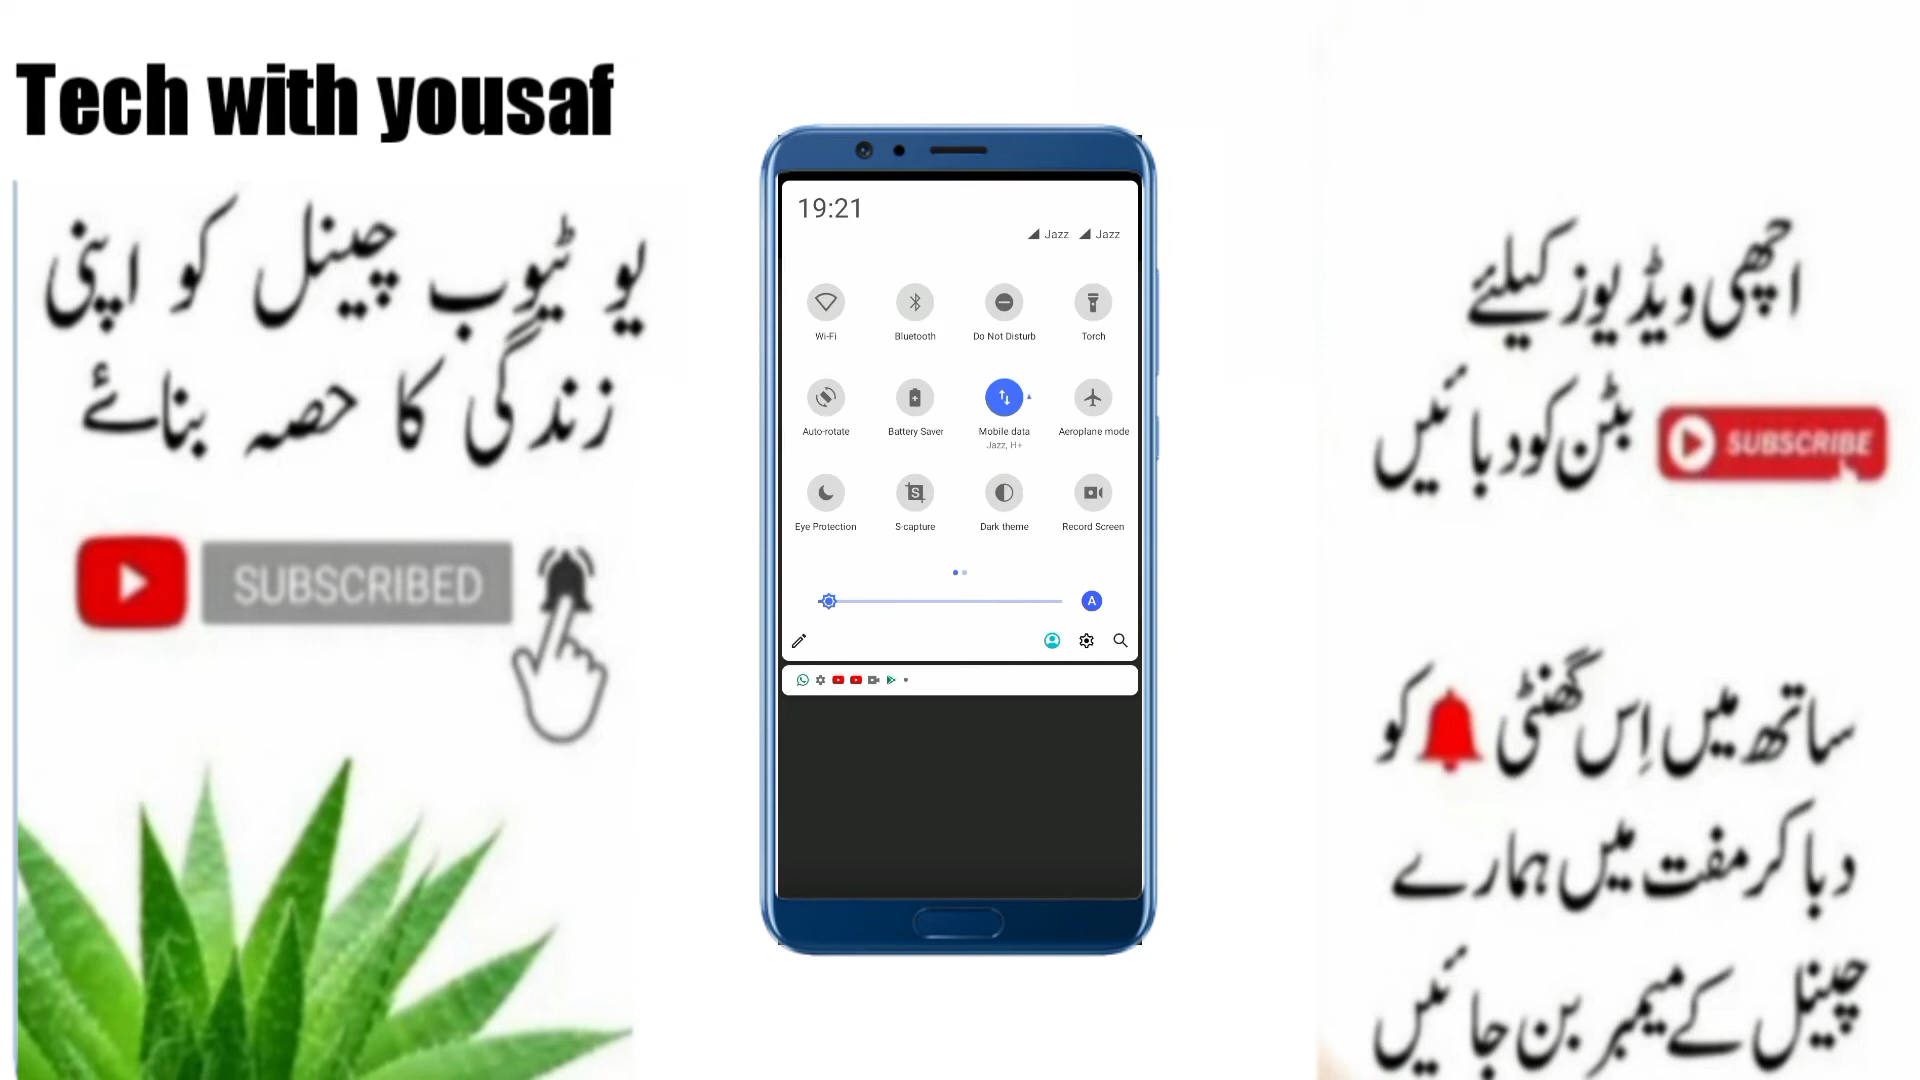 Tech with yousaf
یو ٹیوب چینل کو اپنی
زندگی کا حصہ بنائے
SUBSCRIBED
19:21
Jazz Jazz
Wi-Fi Bluetooth Do Not Disturb Torch
Auto-rotate Battery Saver Mobile data Aeroplane mode
Jazz, H+
Eye Protection S-capture Dark theme Record Screen
A
اچھی ویڈیوز کیلئے
SUBSCRIBE بٹن کو دبائیں
ساتھ میں اِس گھنٹی کو
دبا کر مفت میں ہمارے
چینل کے میمبر بن جائیں